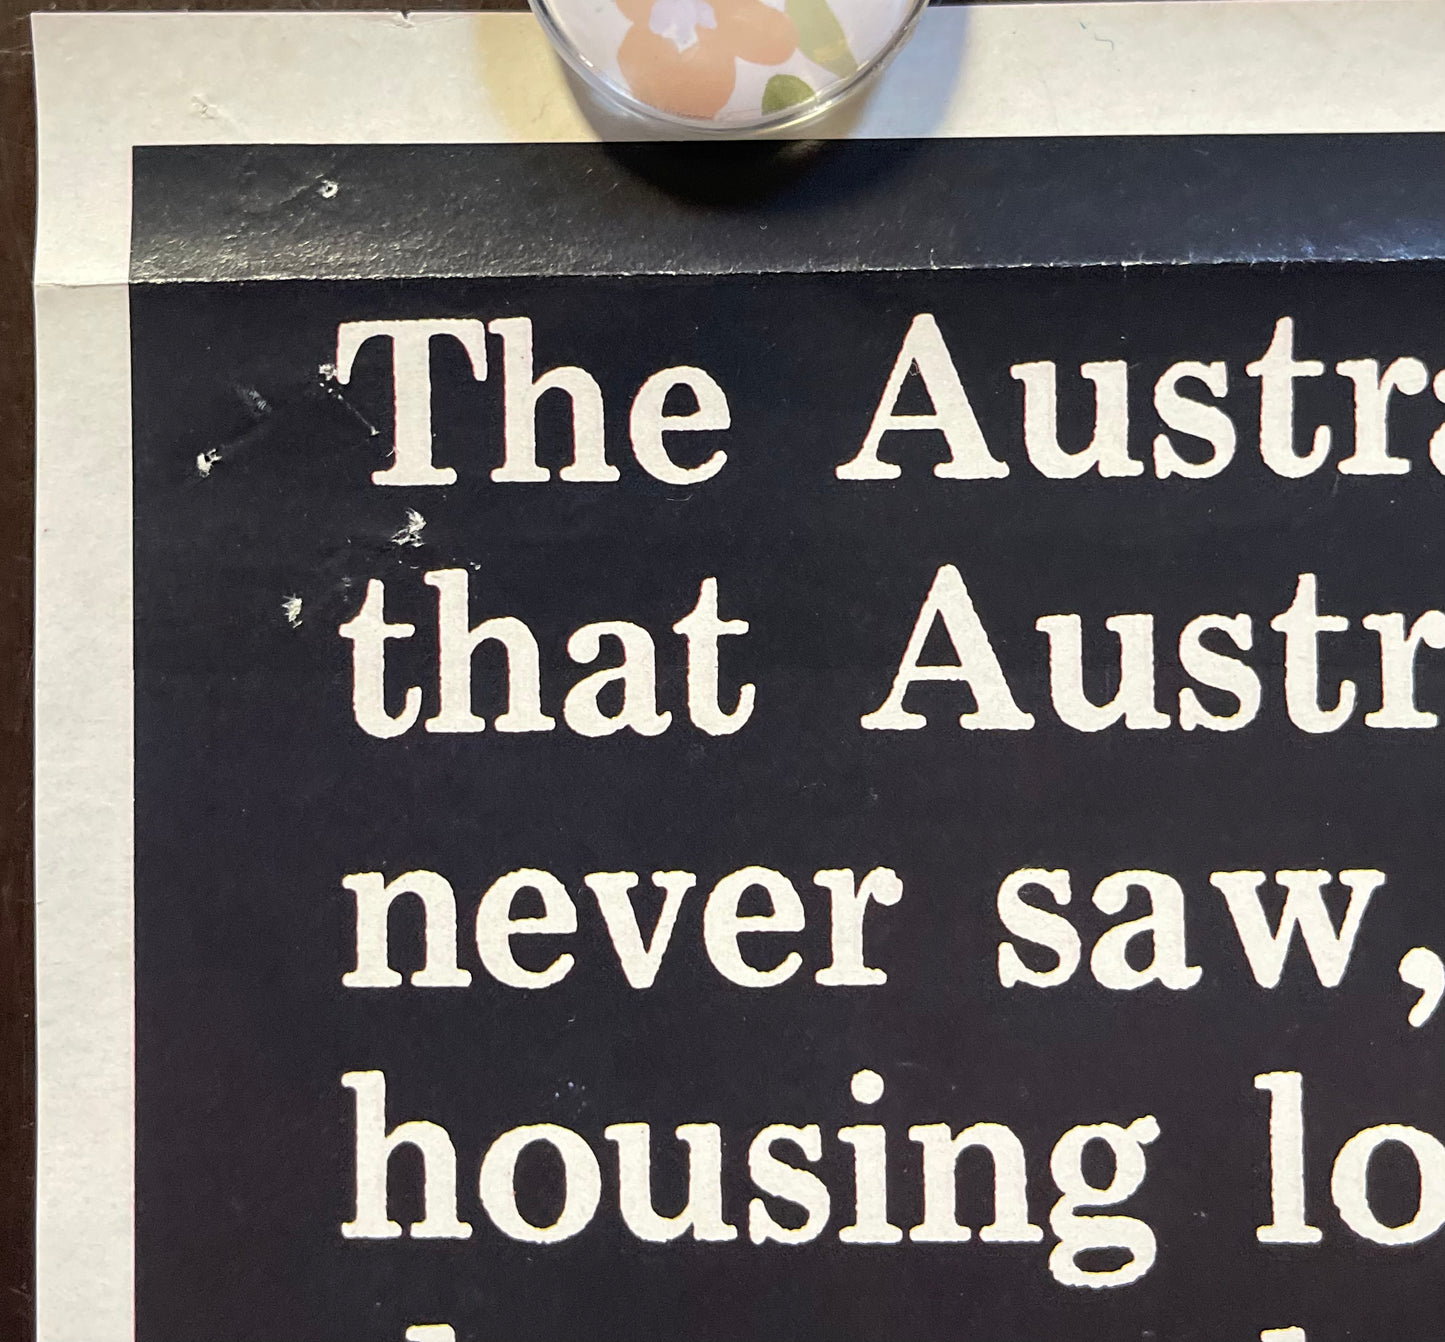 The Austra
that Austr
never saw,
housing lo